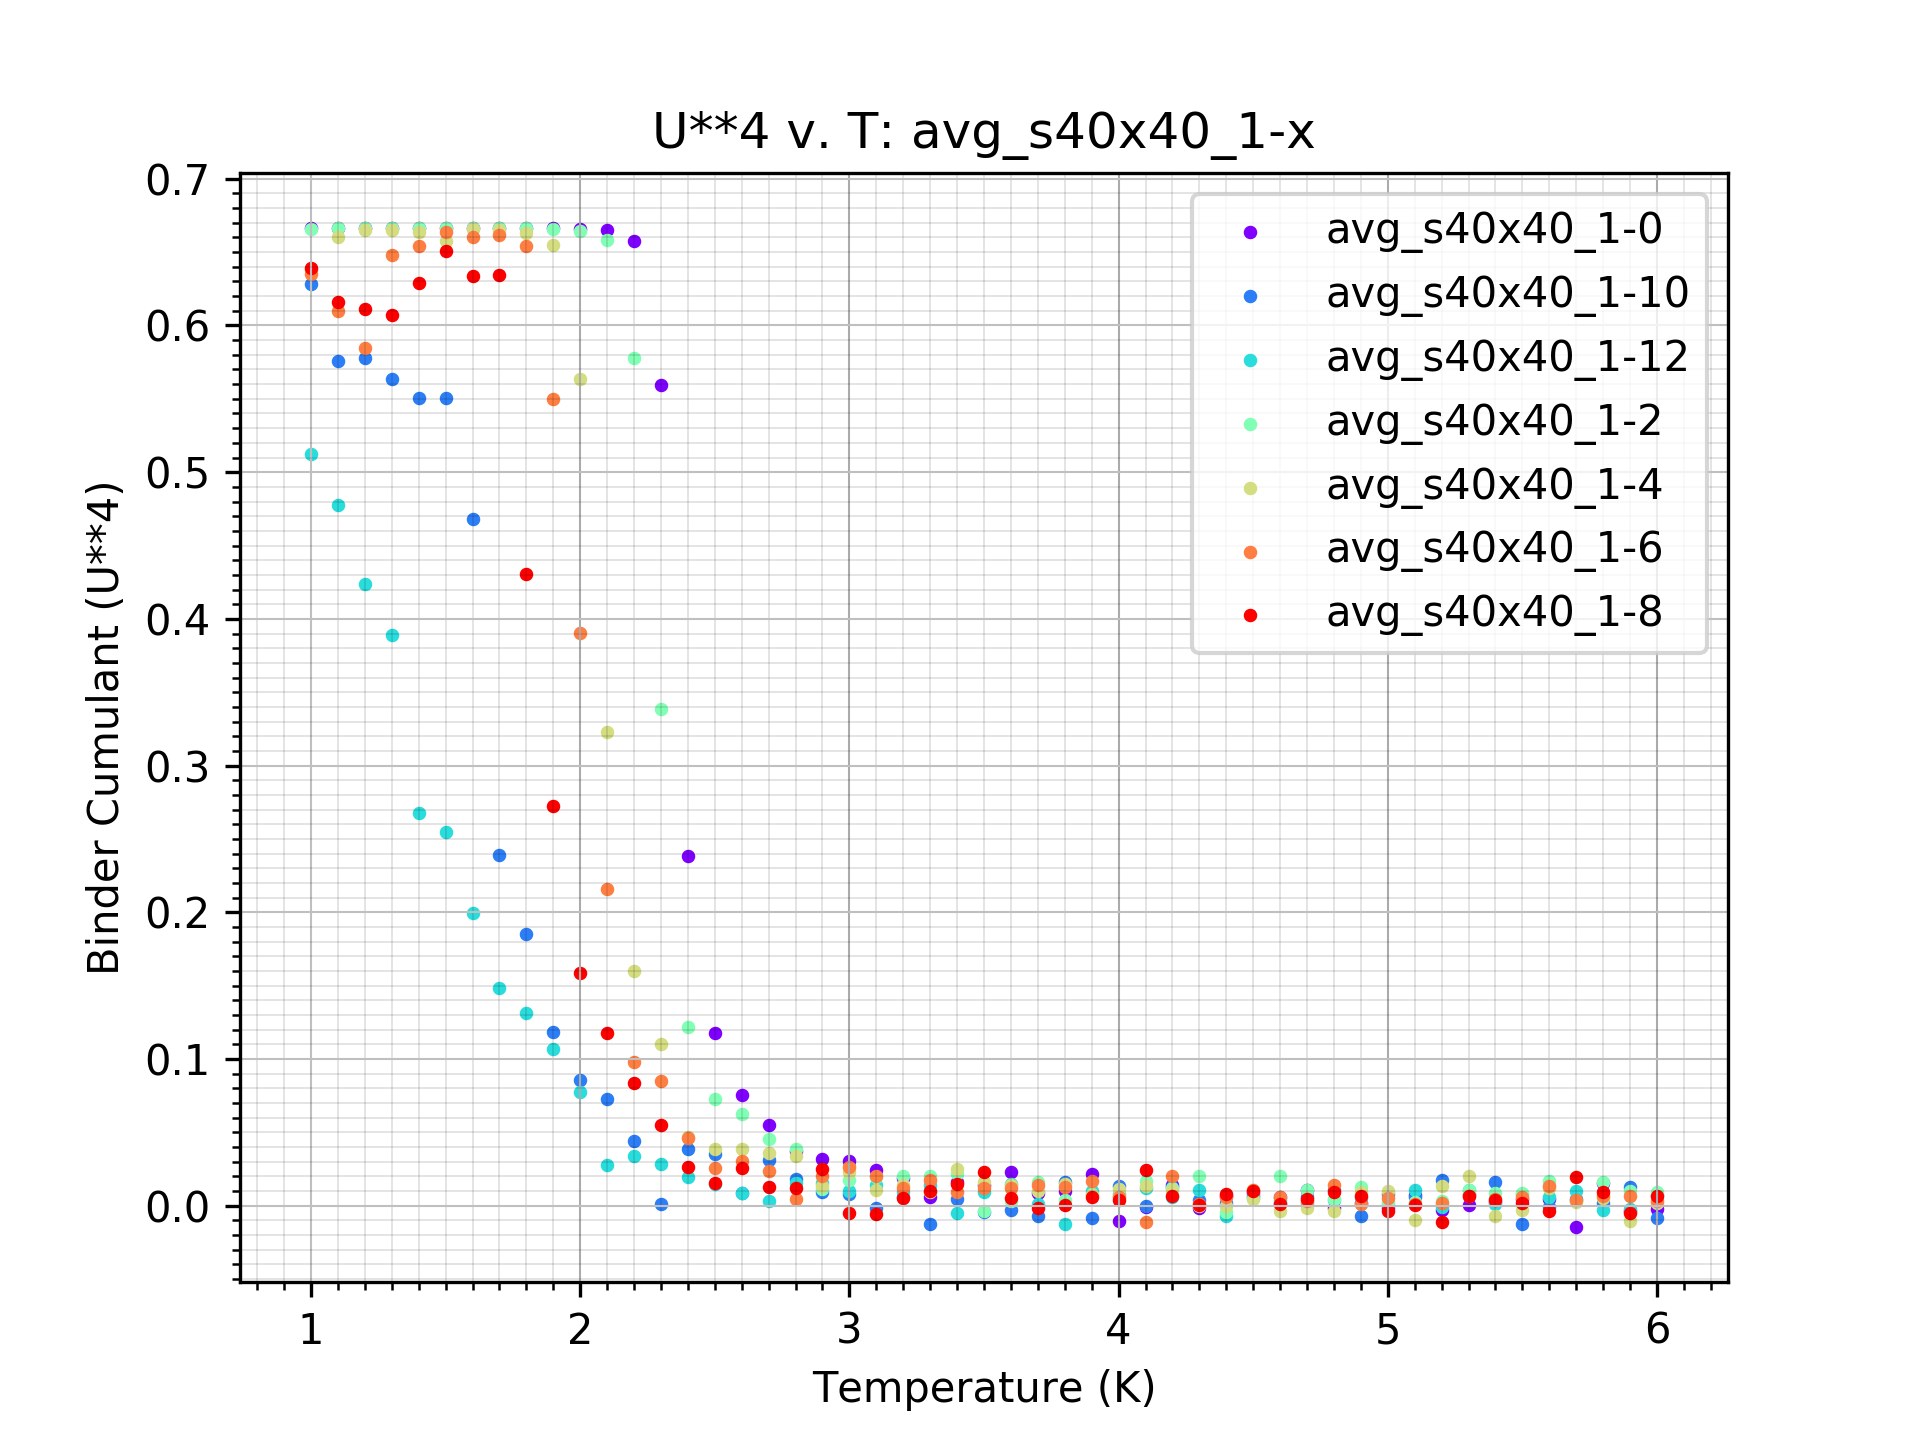 U**4 v. T: avg_s40x40_1-x
0.7
0.6
0.5
0.4
0.3
0.2
0.1
0.0
Binder Cumulant (U**4)
avg_s40x40_1-0
avg_s40x40_1-10
avg_s40x40_1-12
avg_s40x40_1-2
avg_s40x40_1-4
avg_s40x40_1-6
avg_s40x40_1-8
1 2 3 4 5 6
Temperature (K)